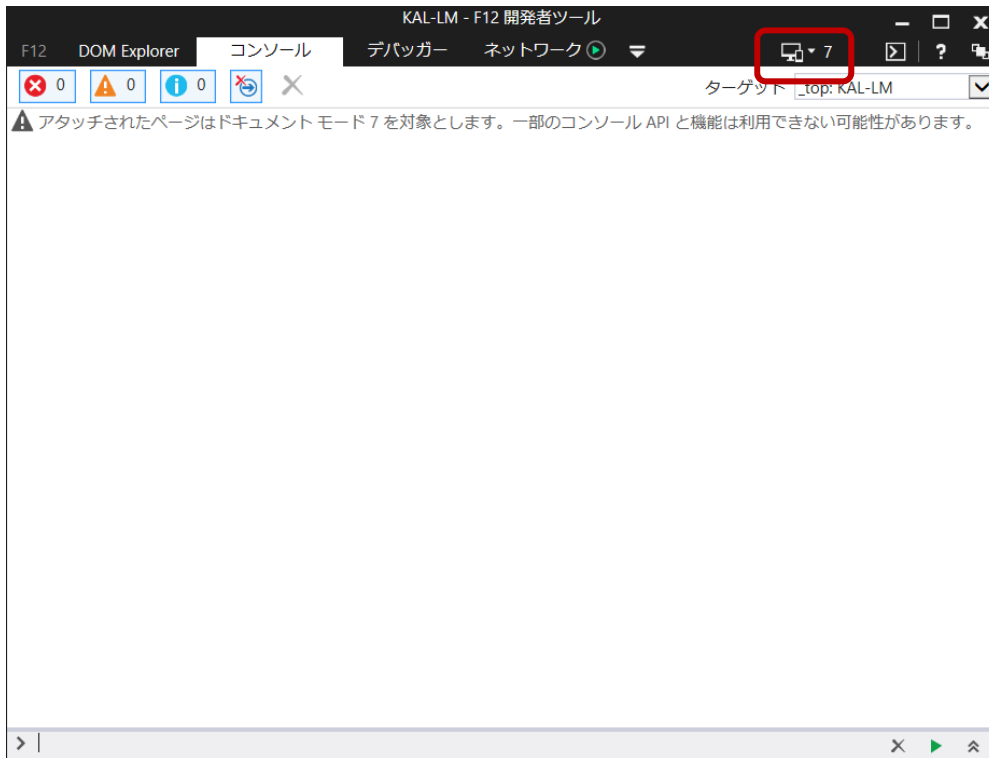 KAL-LM - F12 開発者ツール
F12 DOM Explorer コンソール デバッガー ネットワーク 7 ?
0 0 0 ターゲット _top: KAL-LM
アタッチされたページはドキュメント モード 7 を対象とします。一部のコンソール API と機能は利用できない可能性があります。